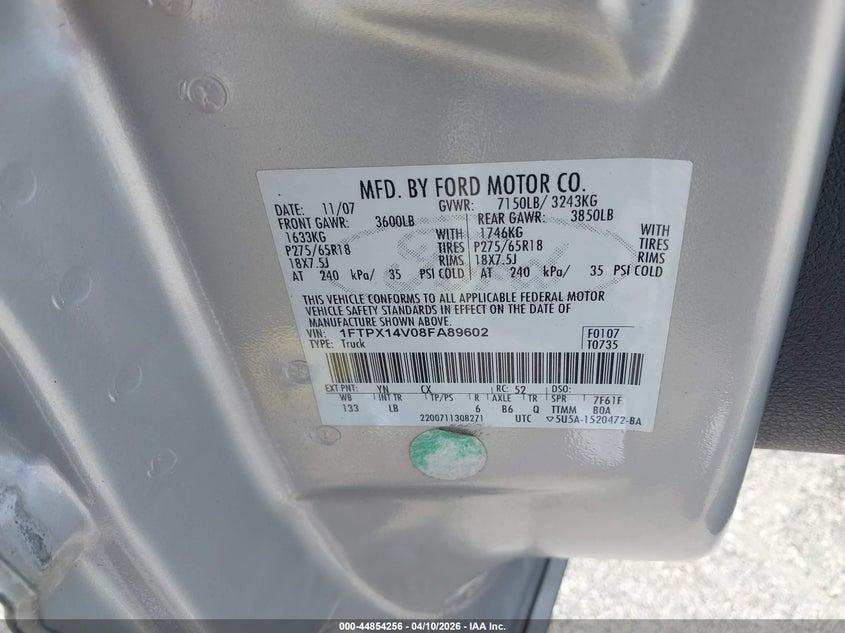 MFD. BY FORD MOTOR CO.
DATE: 11/07 GVWR: 7150LB/ 3243KG
FRONT GAWR: 3600LB REAR GAWR: 3850LB
1633KG WITH 1746KG WITH
P275/65R18 TIRES P275/65R18 TIRES
18X7.5J RIMS 18X7.5J RIMS
AT 240 kPa/ 35 PSI COLD AT 240 kPa/ 35 PSI COLD
THIS VEHICLE CONFORMS TO ALL APPLICABLE FEDERAL MOTOR
VEHICLE SAFETY STANDARDS IN EFFECT ON THE DATE OF
MANUFACTURE SHOWN ABOVE.
VIN: 1FTPX14V08FA89602 F0107
TYPE: Truck T0735
EXT PNT: YN CX RC: 52 DSO:
WB INT TR TP/PS R AXLE TR SPR 7F61F
133 LB 6 B6 Q TTMM BOA
2200711308271 UTC ▽5U5A-1520472-BA
Ford
000-44854256 - 04/10/2026 - IAA Inc.